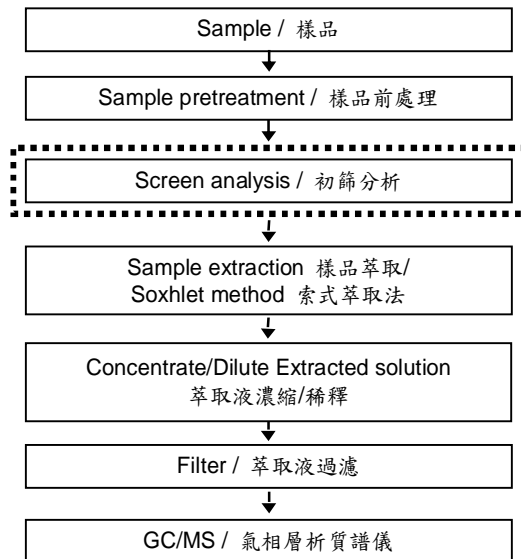 Sample / 樣品
Sample pretreatment / 樣品前處理
Screen analysis / 初篩分析
Sample extraction 樣品萃取/
Soxhlet method 索式萃取法
Concentrate/Dilute Extracted solution
萃取液濃縮/稀釋
Filter / 萃取液過濾
GC/MS / 氣相層析質譜儀